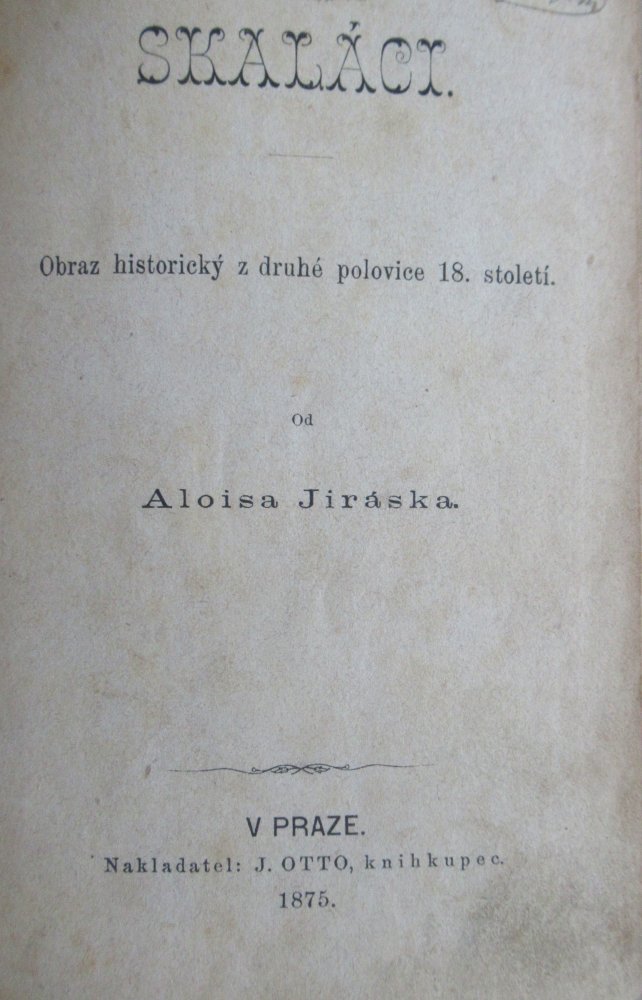 SKALÁCI.
Obraz historický z druhé polovice 18. století.
Od
Aloisa Jiráska.
V PRAZE.
Nakladatel: J. OTTO, knihkupec.
1875.